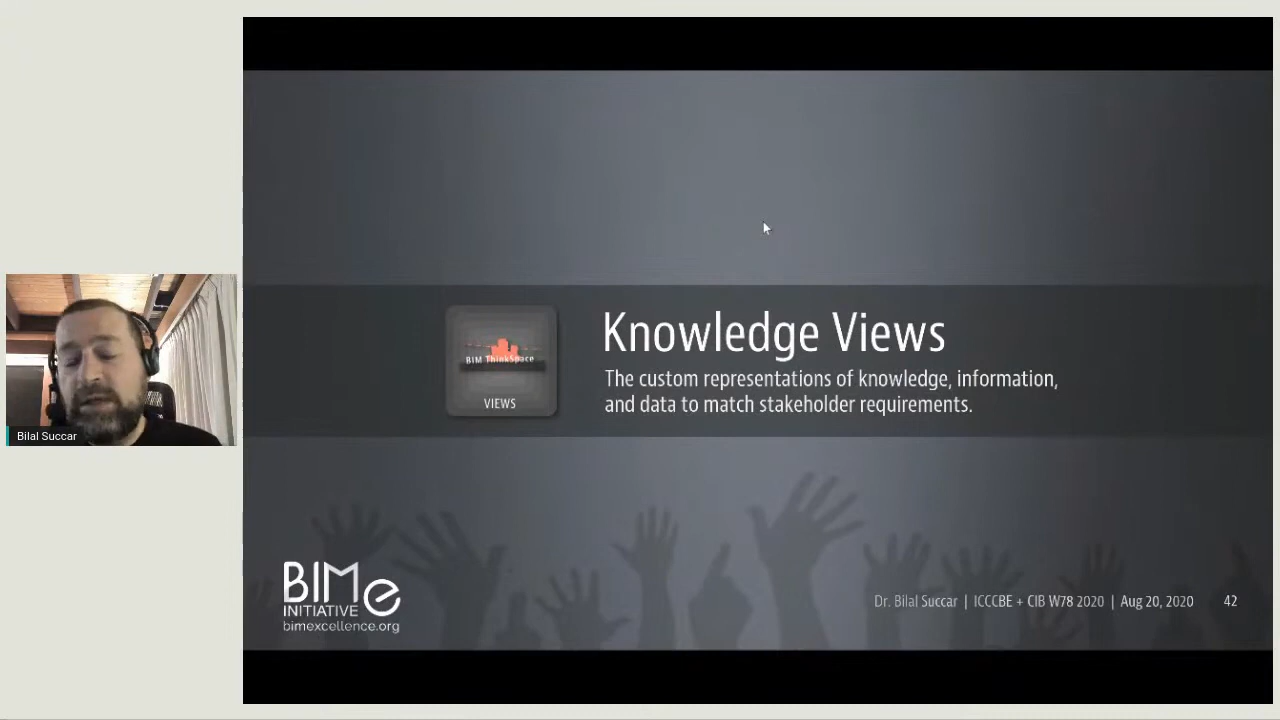 Bilal Succar
BIM ThinkSpace
VIEWS
Knowledge Views
The custom representations of knowledge, information,
and data to match stakeholder requirements.
BIMe
INITIATIVE
bimexcellence.org
Dr. Bilal Succar | ICCCBE + CIB W78 2020 | Aug 20, 2020 42